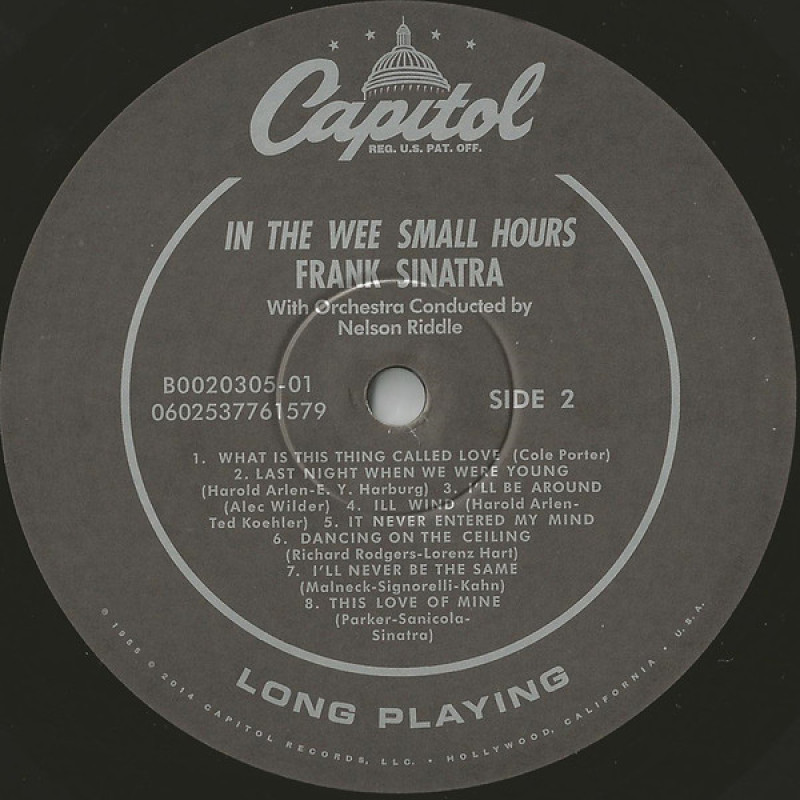 Capitol
REG. U.S. PAT. OFF.
IN THE WEE SMALL HOURS
FRANK SINATRA
With Orchestra Conducted by
Nelson Riddle
B0020305-01
0602537761579
SIDE 2
1. WHAT IS THIS THING CALLED LOVE (Cole Porter)
2. LAST NIGHT WHEN WE WERE YOUNG
(Harold Arlen-E. Y. Harburg) 3. I'LL BE AROUND
(Alec Wilder) 4. ILL WIND (Harold Arlen-
Ted Koehler) 5. IT NEVER ENTERED MY MIND
6. DANCING ON THE CEILING
(Richard Rodgers-Lorenz Hart)
7. I'LL NEVER BE THE SAME
(Malneck-Signorelli-Kahn)
8. THIS LOVE OF MINE
(Parker-Sanicola-
Sinatra)
LONG PLAYING
℗ 1955 © 2014 CAPITOL RECORDS, LLC. • HOLLYWOOD, CALIFORNIA • U.S.A.